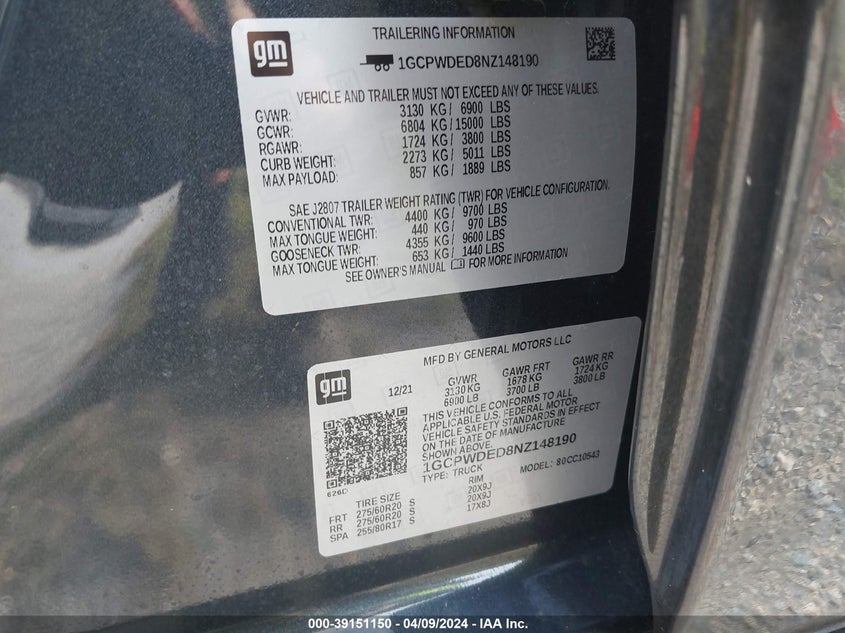 gm
TRAILERING INFORMATION
1GCPWDED8NZ148190
VEHICLE AND TRAILER MUST NOT EXCEED ANY OF THESE VALUES.
GVWR: 3130 KG/ 6900 LBS
GCWR: 6804 KG/ 15000 LBS
RGAWR: 1724 KG/ 3800 LBS
CURB WEIGHT: 2273 KG/ 5011 LBS
MAX PAYLOAD: 857 KG/ 1889 LBS
SAE J2807 TRAILER WEIGHT RATING (TWR) FOR VEHICLE CONFIGURATION.
CONVENTIONAL TWR: 4400 KG/ 9700 LBS
MAX TONGUE WEIGHT: 440 KG/ 970 LBS
GOOSENECK TWR: 4355 KG/ 9600 LBS
MAX TONGUE WEIGHT: 653 KG/ 1440 LBS
SEE OWNER'S MANUAL FOR MORE INFORMATION
gm
MFD BY GENERAL MOTORS LLC
12/21 GVWR GAWR FRT GAWR RR
3130 KG 1678 KG 1724 KG
6900 LB 3700 LB 3800 LB
THIS VEHICLE CONFORMS TO ALL
APPLICABLE U.S. FEDERAL MOTOR
VEHICLE SAFETY STANDARDS IN EFFECT
ON THE DATE OF MANUFACTURE
SHOWN ABOVE.
1GCPWDED8NZ148190
TYPE: TRUCK MODEL: 80CC10543
626D
TIRE SIZE RIM
FRT 275/60R20 S 20X9J
RR 275/60R20 S 20X9J
SPA 255/80R17 S 17X8J
000-39151150 - 04/09/2024 - IAA Inc.